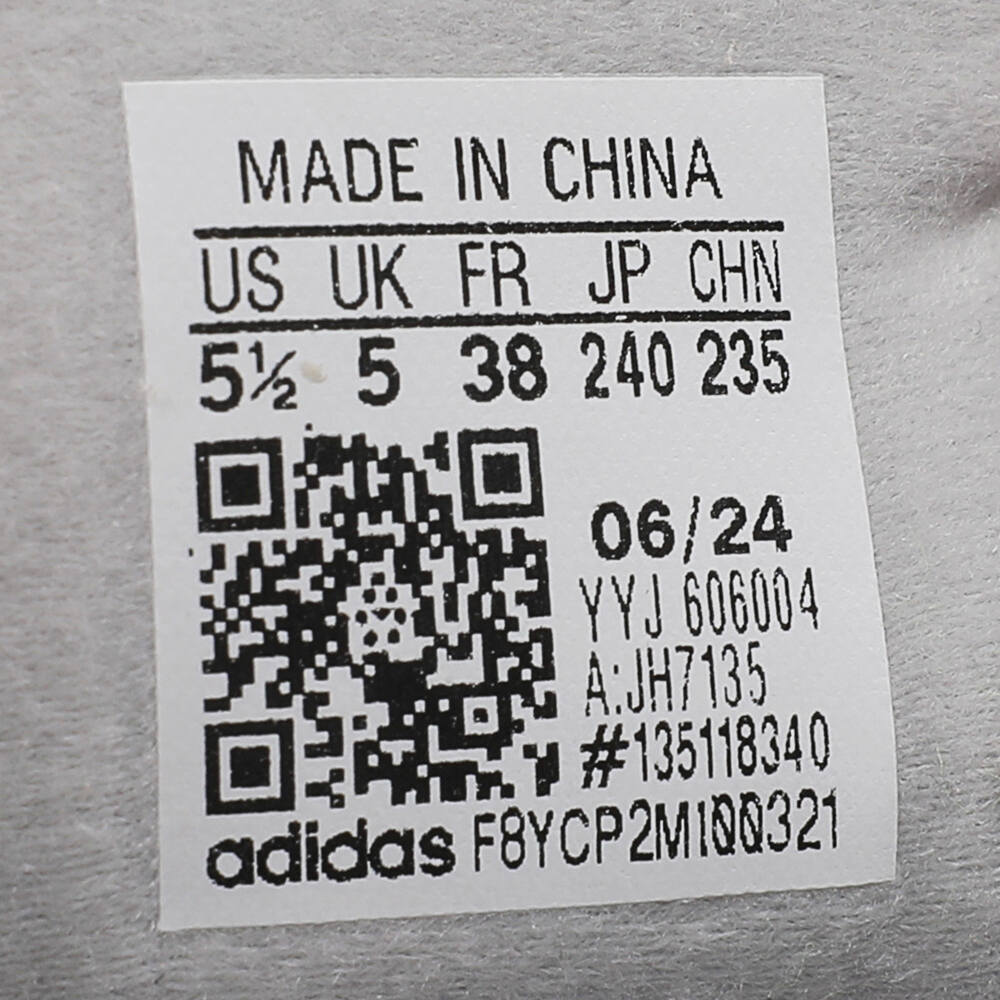 MADE IN CHINA
US UK FR JP CHN
5½ 5 38 240 235
06/24
YYJ 606004
A:JH7135
#135118340
adidas F8YCP2MI00321